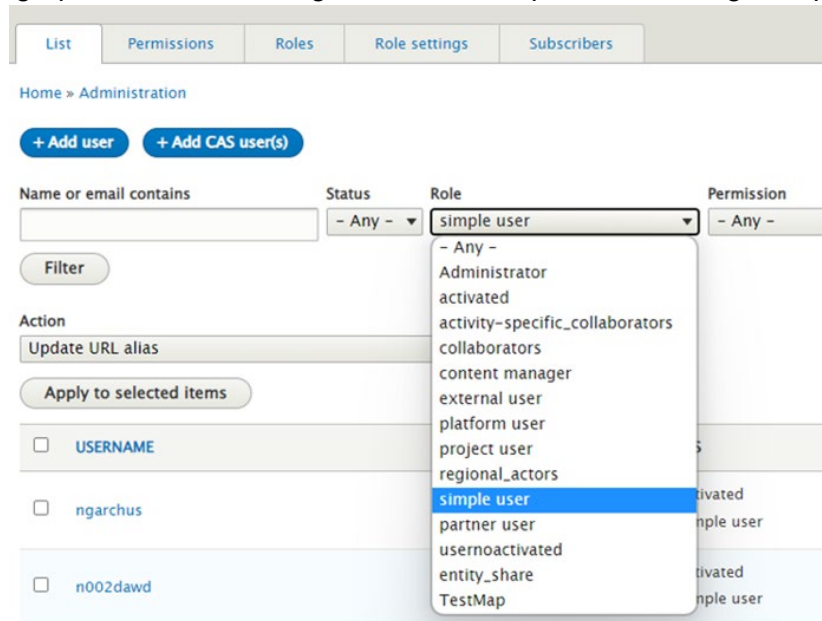 List Permissions Roles Role settings Subscribers
Home » Administration
+ Add user + Add CAS user(s)
Name or email contains Status Role Permission
- Any - simple user - Any -
Filter
- Any -
Administrator
activated
activity-specific_collaborators
collaborators
content manager
external user
platform user
project user
regional_actors
simple user
partner user
usernoactivated
entity_share
TestMap
Action
Update URL alias
Apply to selected items
USERNAME
ngarchus
n002dawd